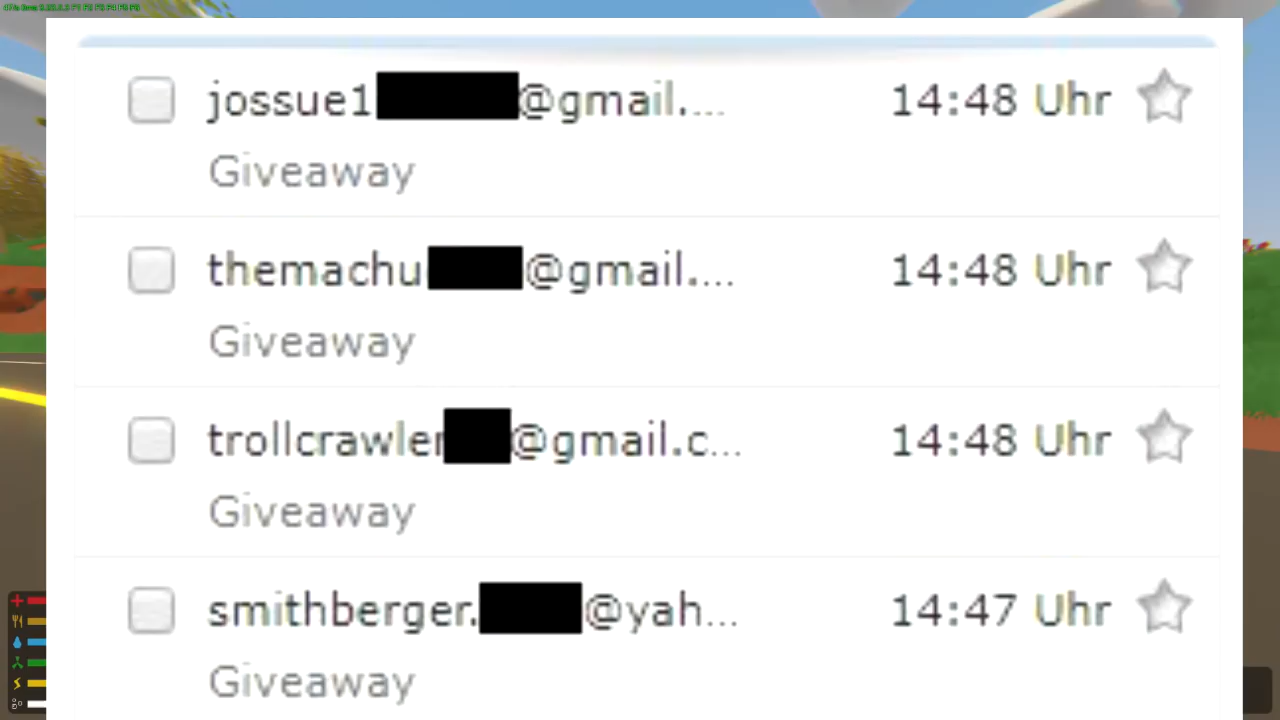 jossue1 @gmail....
14:48 Uhr
Giveaway
themachu @gmail....
14:48 Uhr
Giveaway
trollcrawler @gmail.c...
14:48 Uhr
Giveaway
smithberger. @yah...
14:47 Uhr
Giveaway